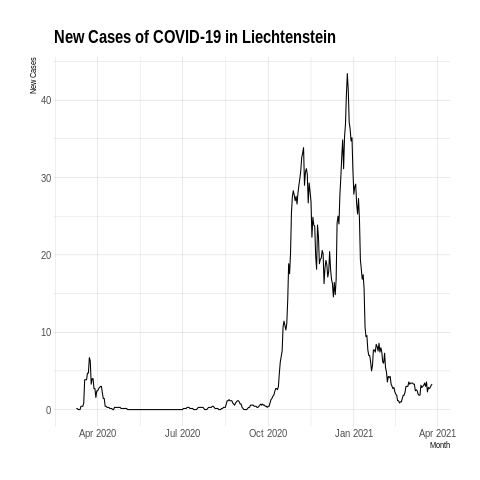 New Cases of COVID-19 in Liechtenstein
New Cases
40
30
20
10
0
Apr 2020 Jul 2020 Oct 2020 Jan 2021 Apr 2021
Month